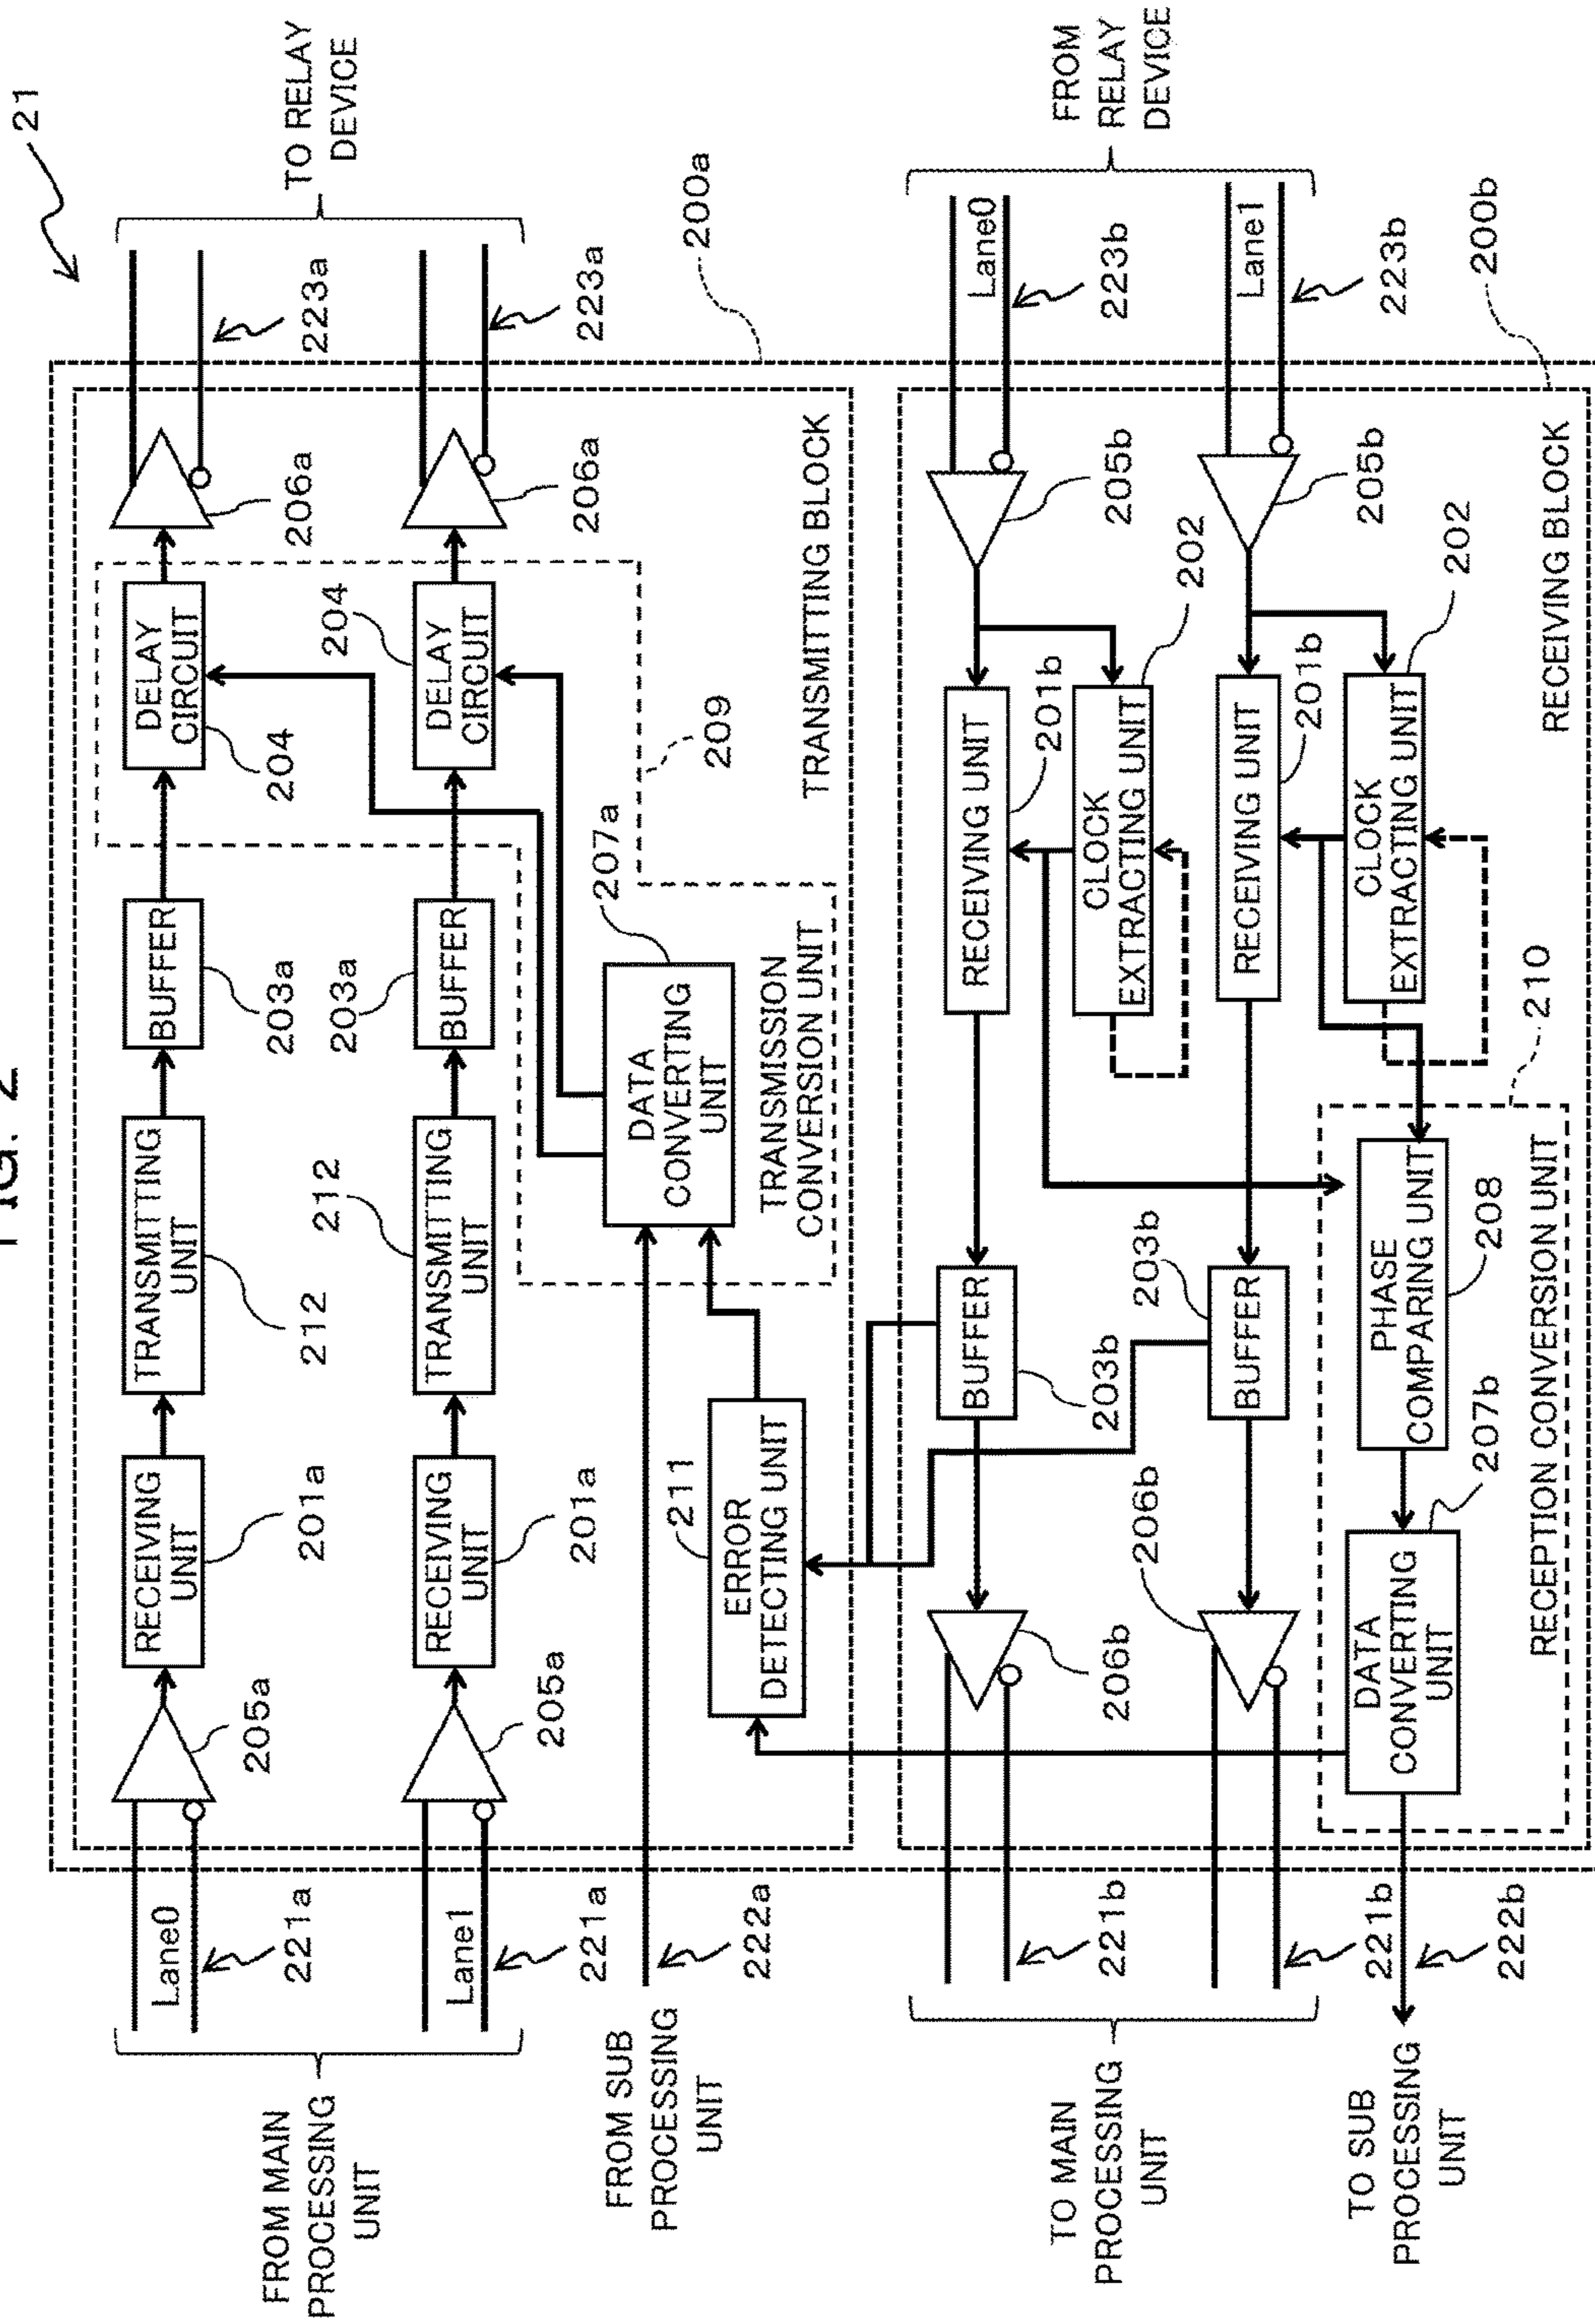 FIG. 2
21
FROM MAIN
PROCESSING
UNIT
Lane0
221a
205a
RECEIVING
UNIT
201a
TRANSMITTING
UNIT
212
BUFFER
203a
DELAY
CIRCUIT
204
206a
223a
TO RELAY
DEVICE
Lane1
221a
205a
RECEIVING
UNIT
201a
TRANSMITTING
UNIT
212
BUFFER
203a
DELAY
CIRCUIT
204
206a
223a
FROM SUB
PROCESSING
UNIT
222a
ERROR
DETECTING UNIT
211
DATA
CONVERTING
UNIT
207a
TRANSMISSION
CONVERSION UNIT
209
TRANSMITTING BLOCK
200a
TO MAIN
PROCESSING
UNIT
221b
206b
BUFFER
203b
RECEIVING UNIT
201b
CLOCK
EXTRACTING UNIT
202
205b
Lane0
223b
FROM
RELAY
DEVICE
221b
206b
BUFFER
203b
RECEIVING UNIT
201b
CLOCK
EXTRACTING UNIT
202
205b
Lane1
223b
TO SUB
PROCESSING
UNIT
222b
DATA
CONVERTING
UNIT
207b
PHASE
COMPARING UNIT
208
RECEPTION CONVERSION UNIT
210
RECEIVING BLOCK
200b